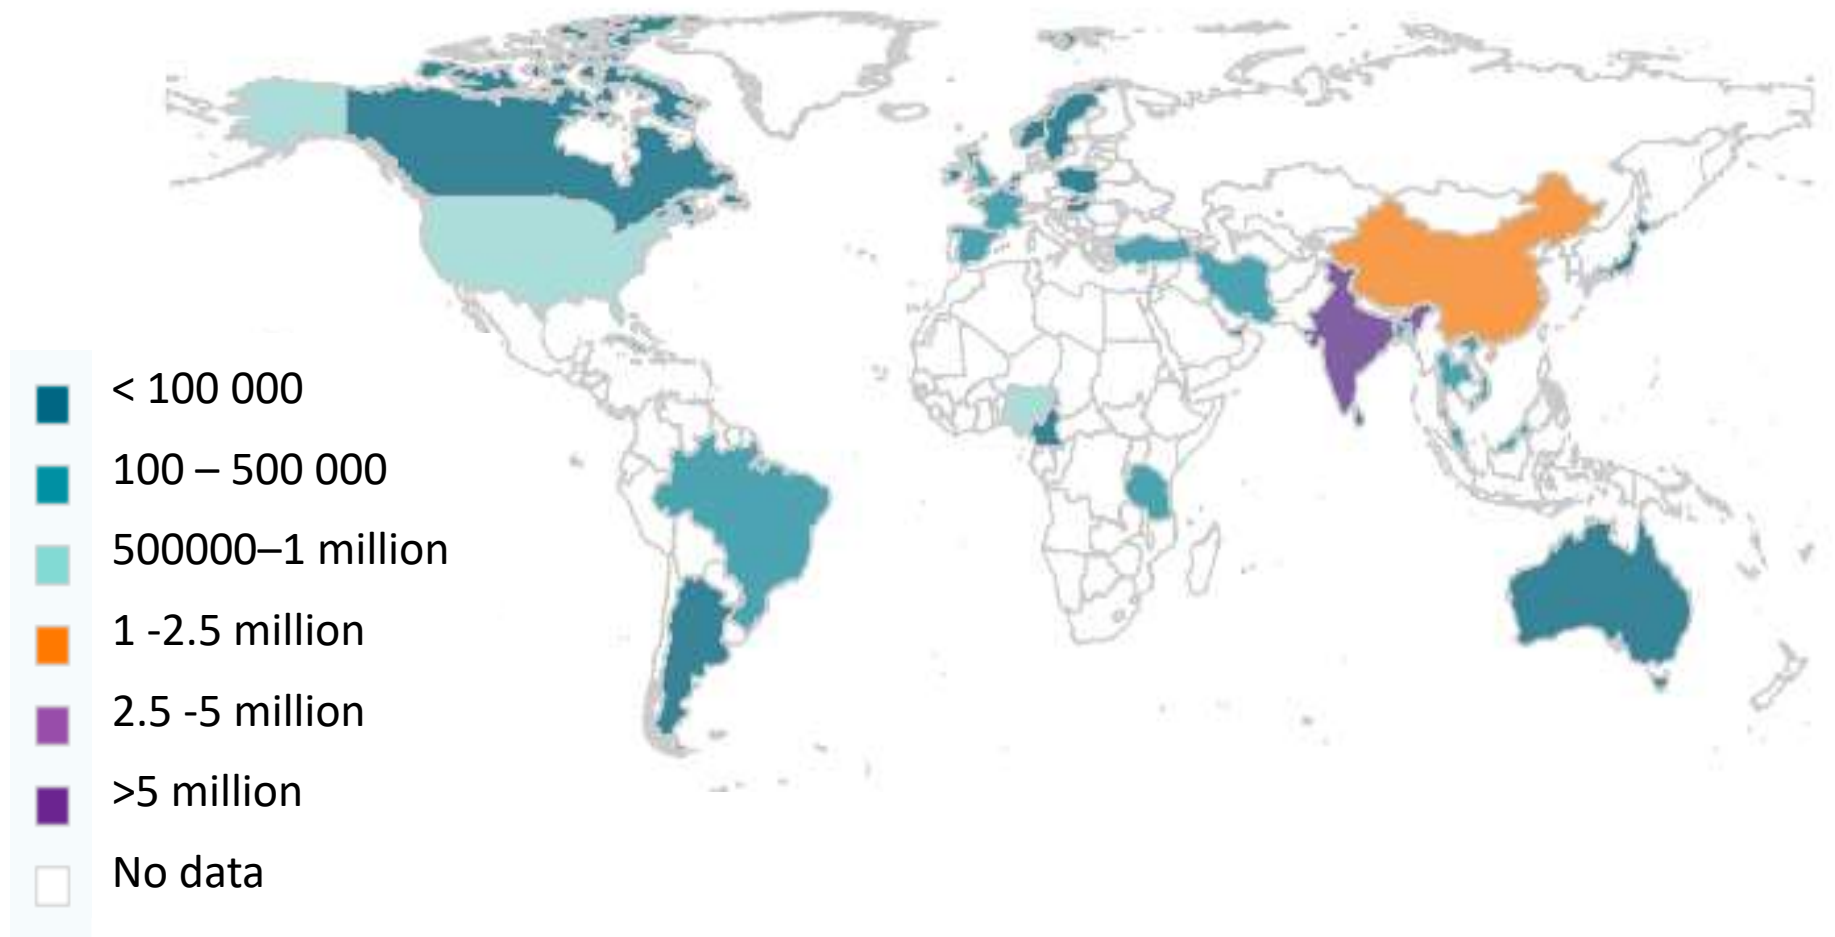 < 100 000
100 – 500 000
500000–1 million
1 -2.5 million
2.5 -5 million
>5 million
No data